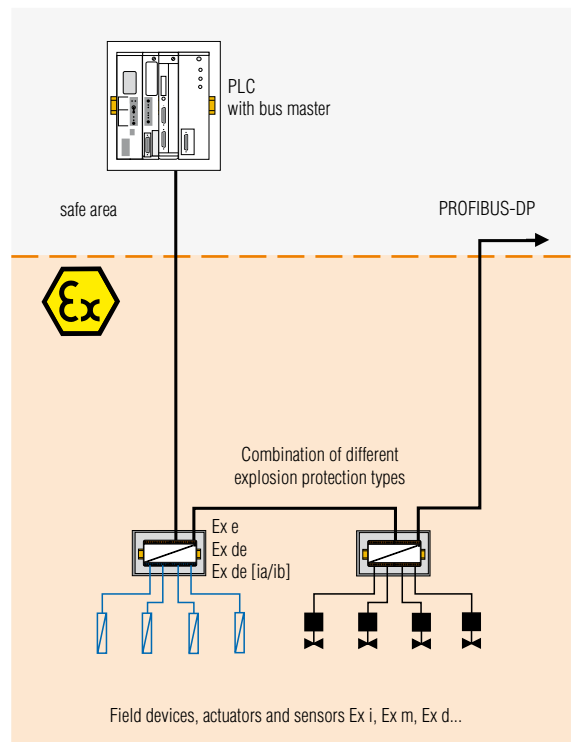 PLC
with bus master
safe area
PROFIBUS-DP
Ex
Combination of different
explosion protection types
Ex e
Ex de
Ex de [ia/ib]
Field devices, actuators and sensors Ex i, Ex m, Ex d...